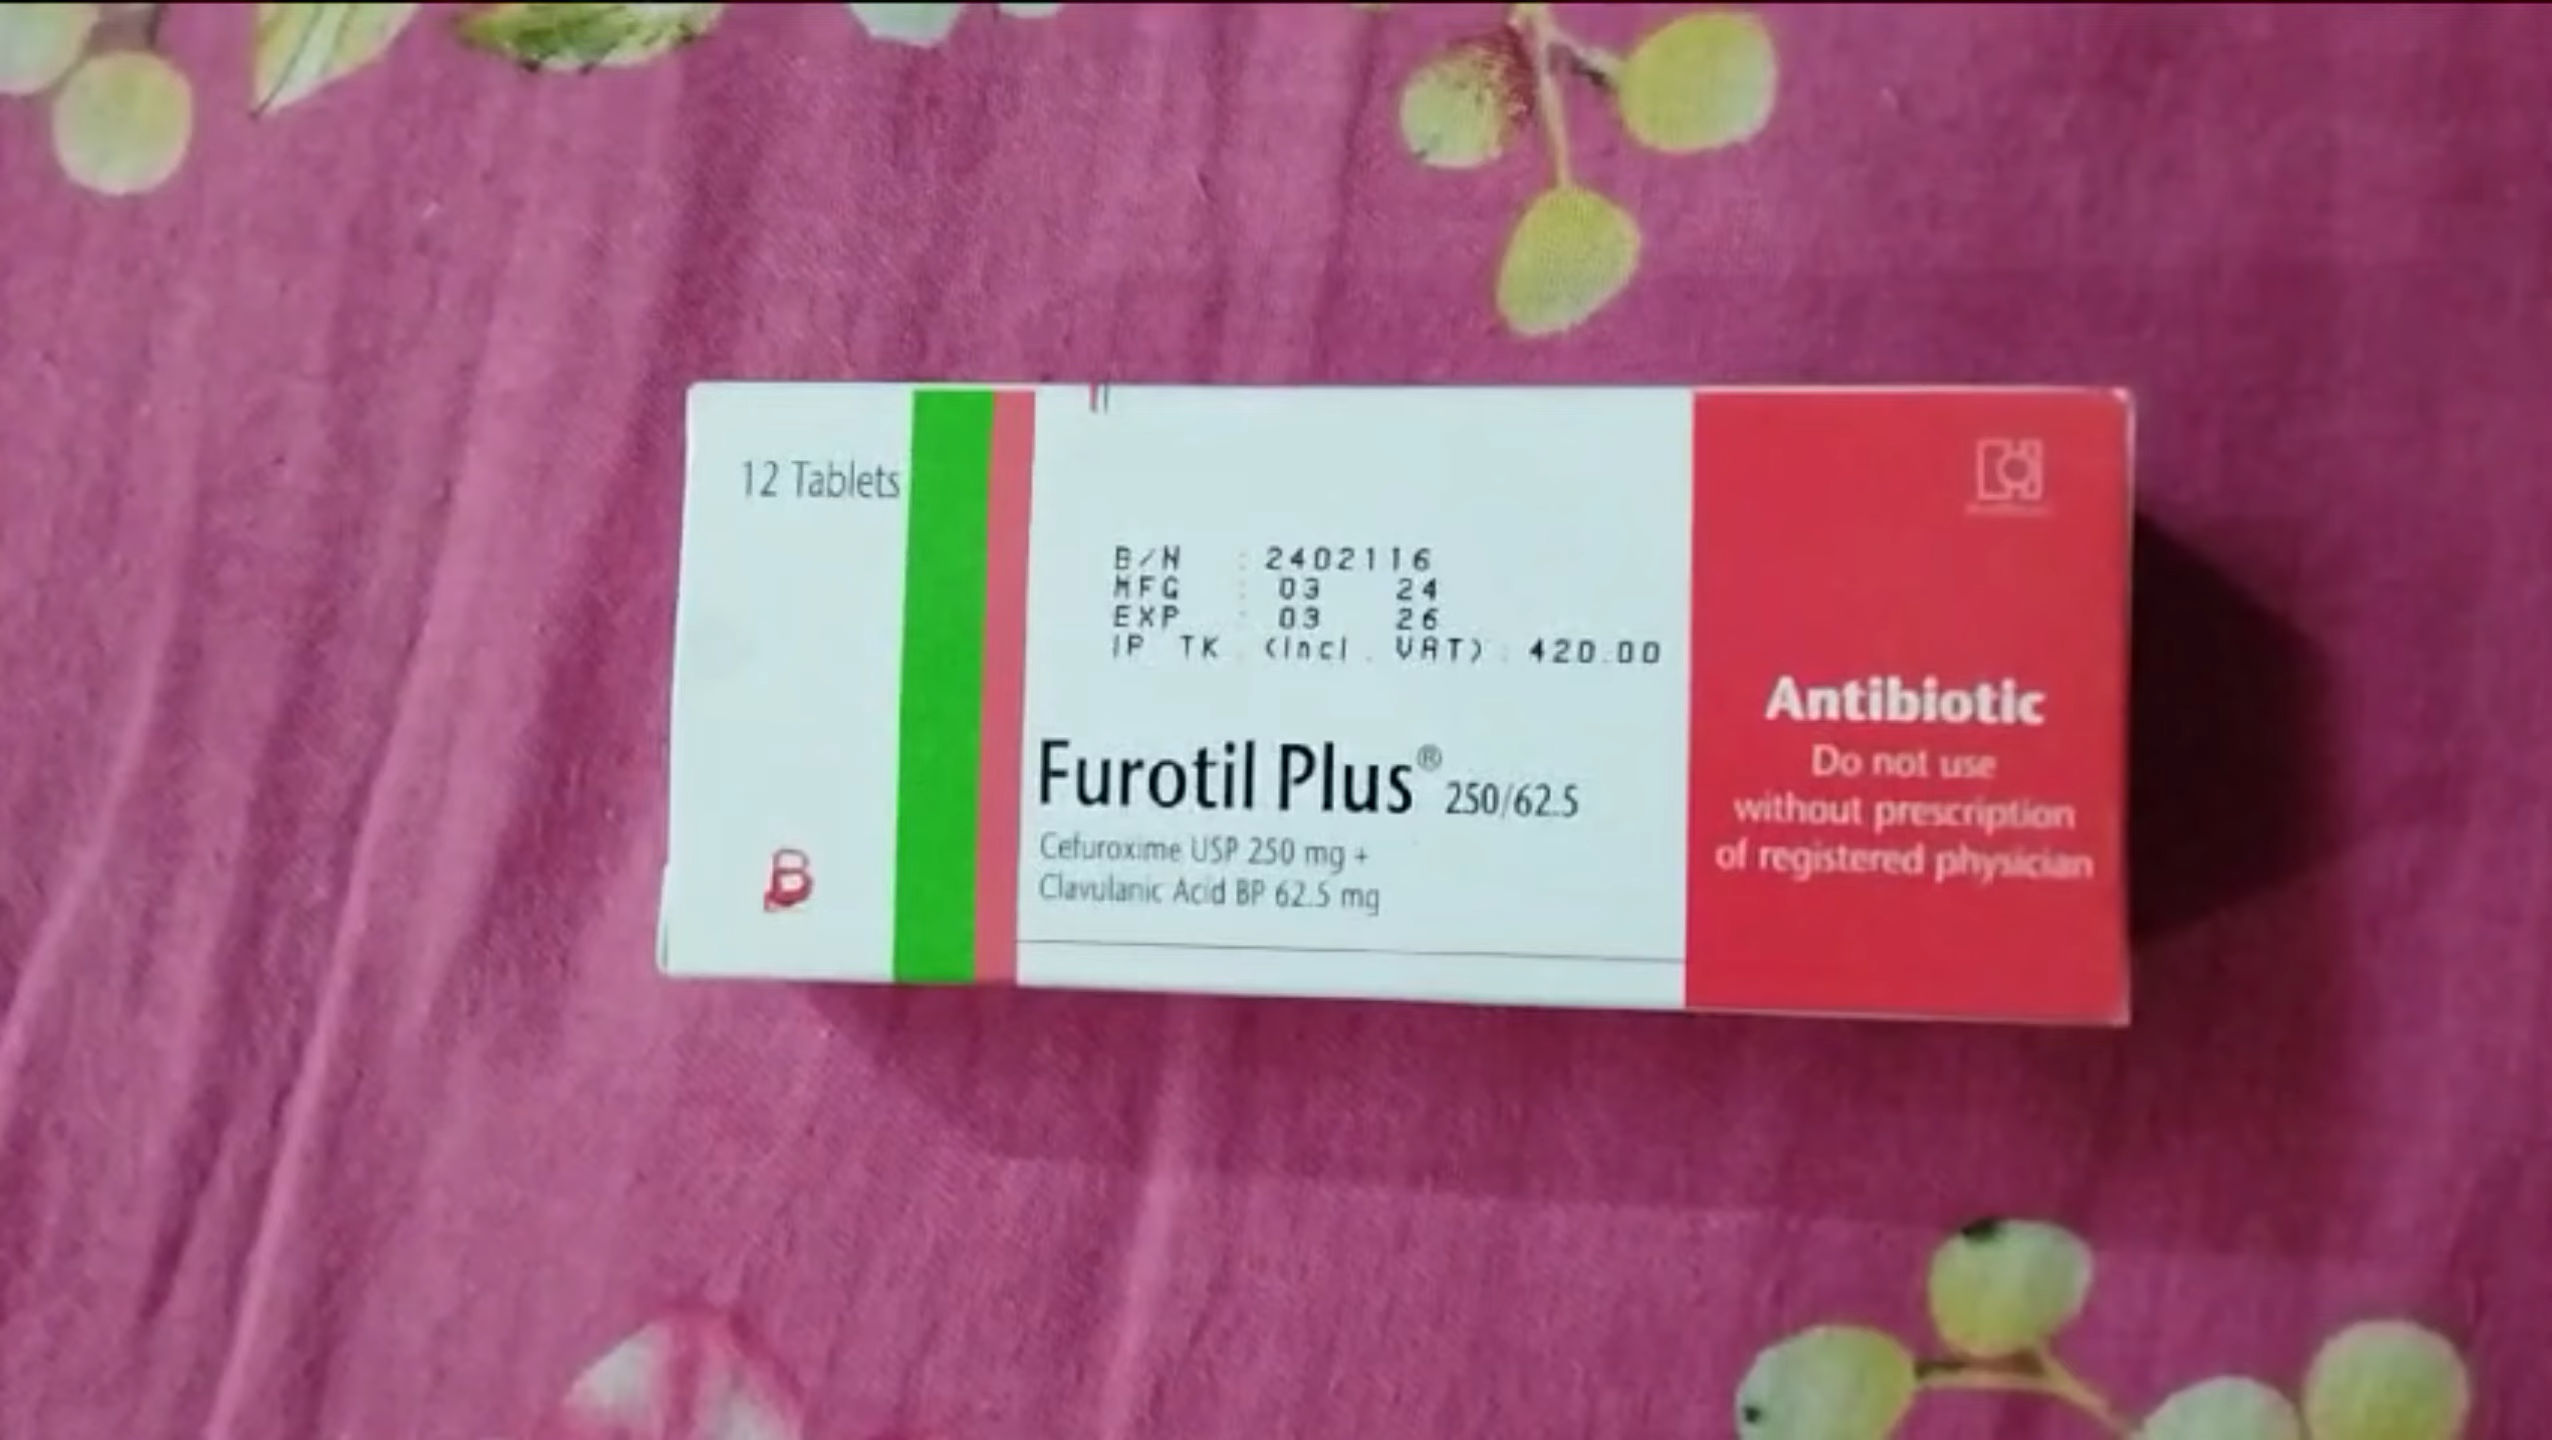 12 Tablets
B/N : 2402116
MFG : 03 24
EXP : 03 26
IP TK . (Incl . VAT) : 420.00
Furotil Plus® 250/62.5
Cefuroxime USP 250 mg +
Clavulanic Acid BP 62.5 mg
B
Antibiotic
Do not use
without prescription
of registered physician